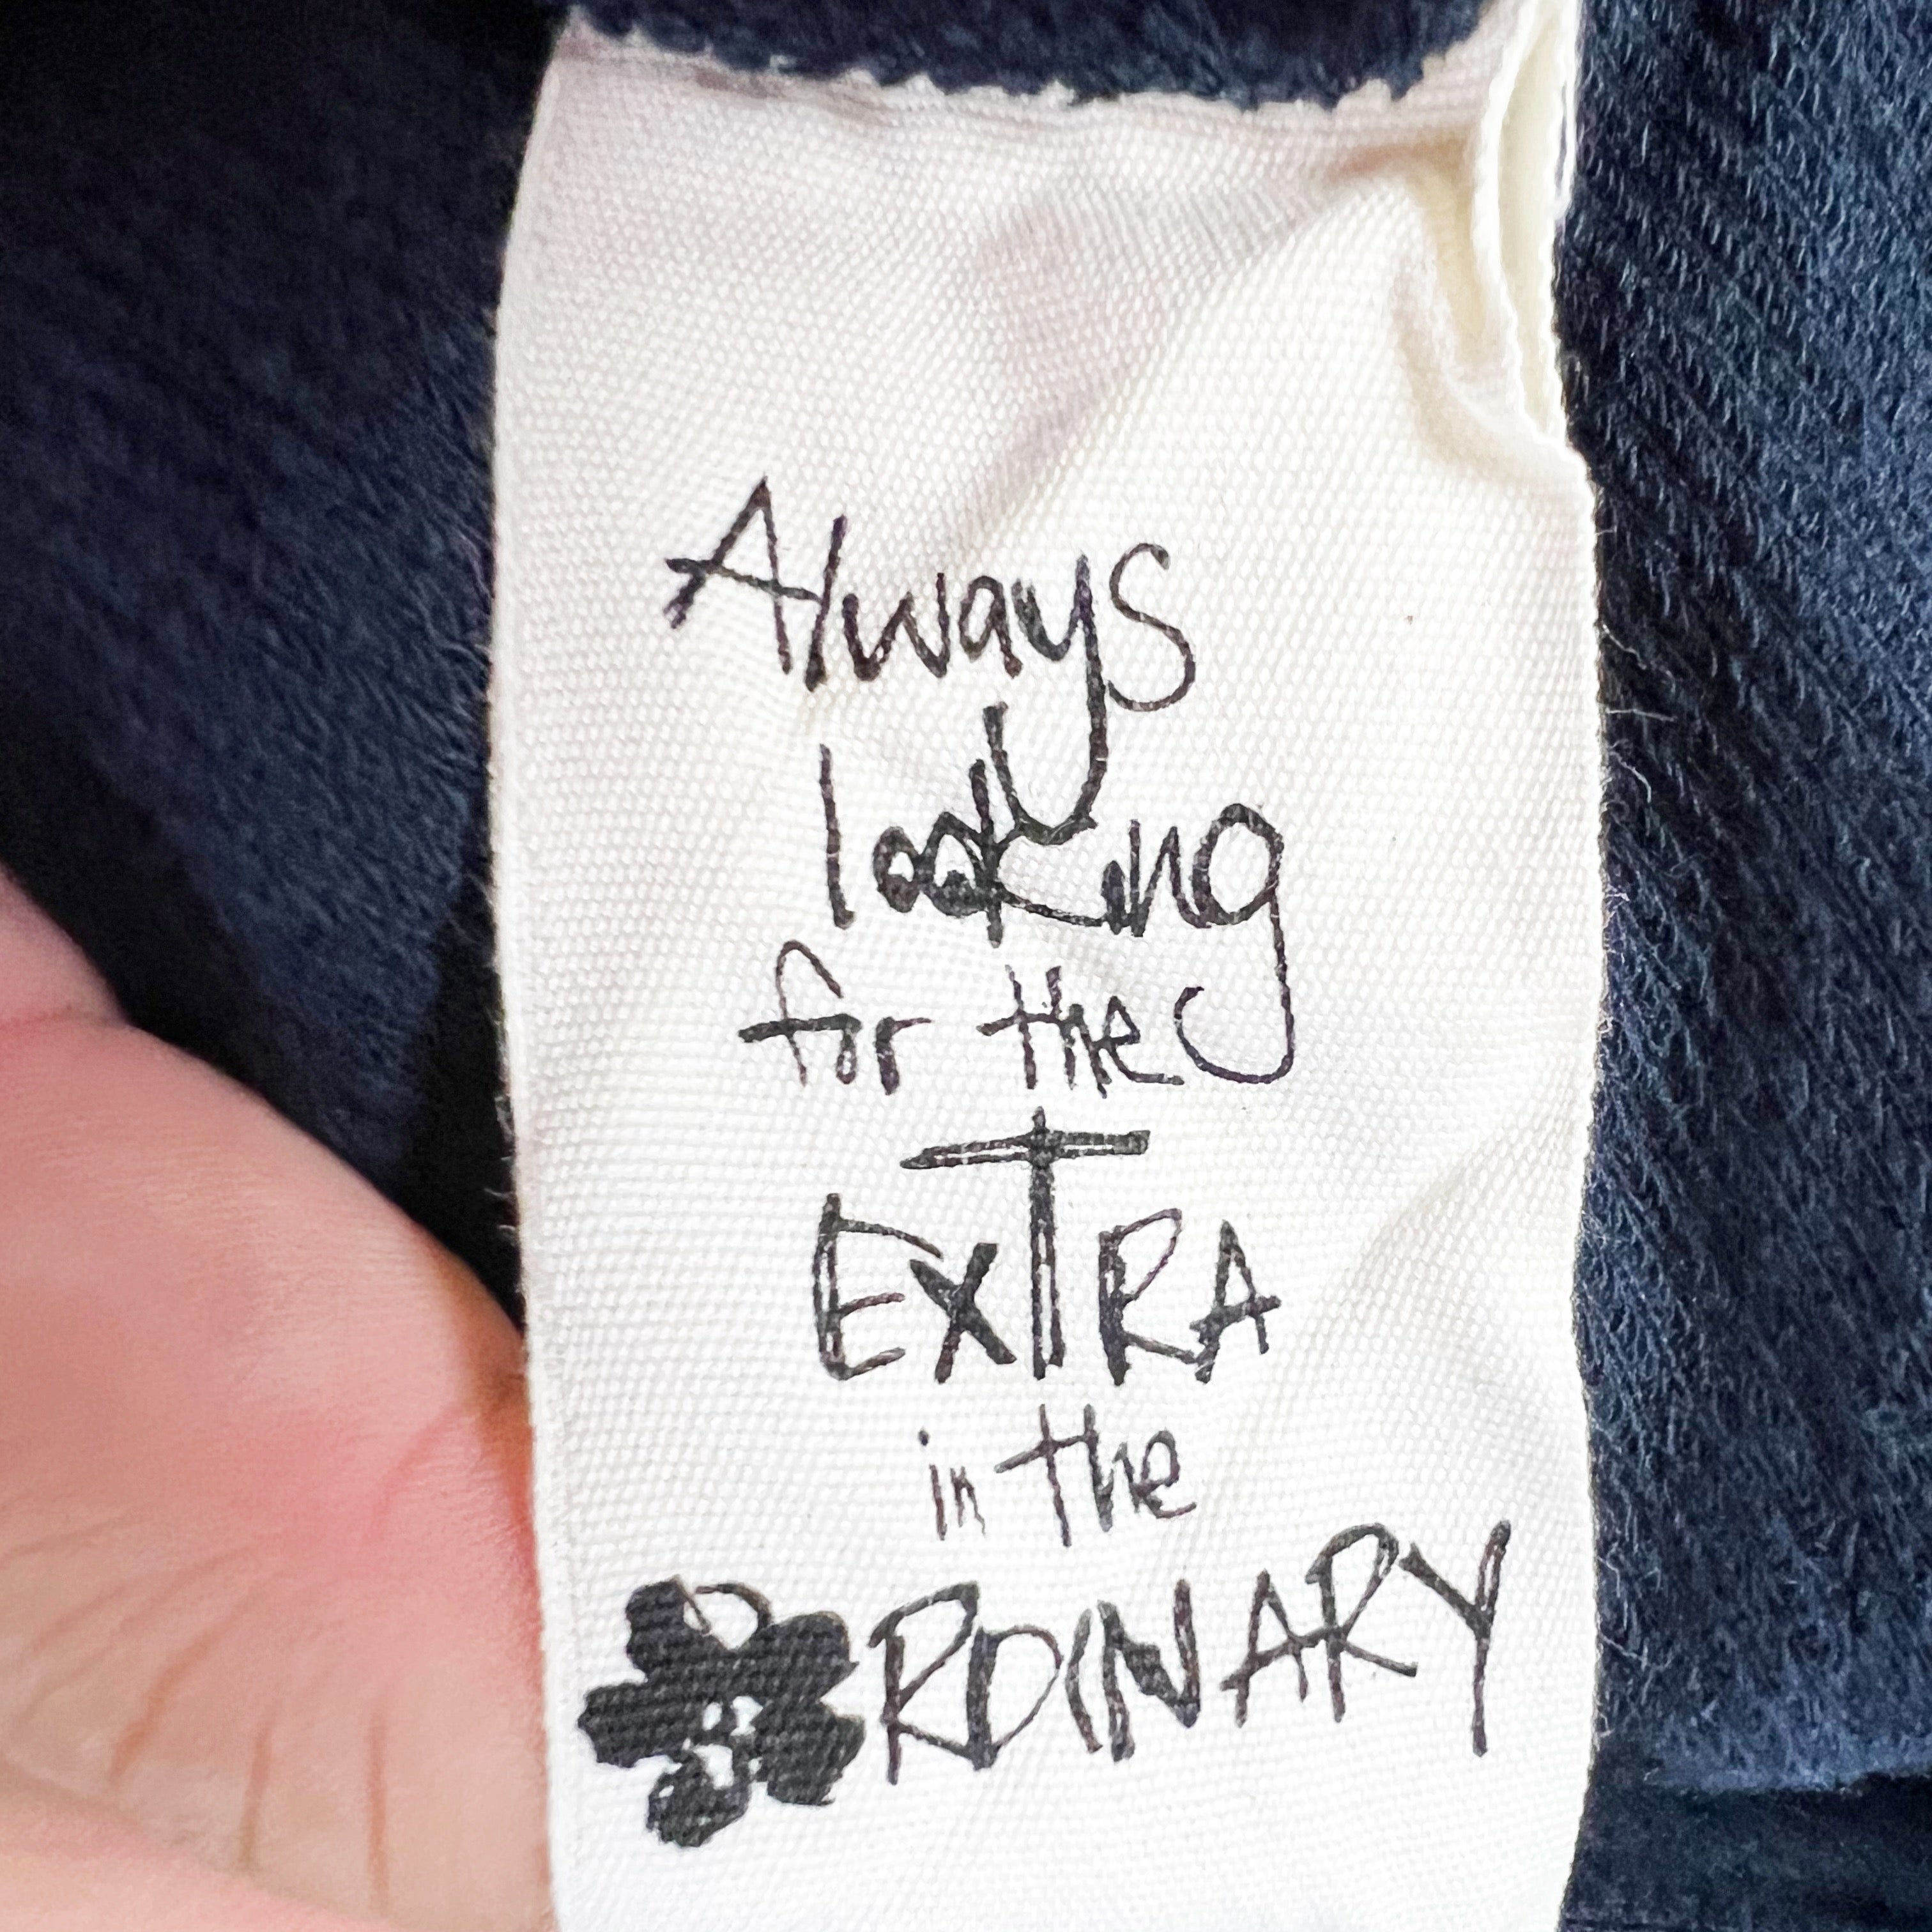 Always
looking
for the
EXTRA
in the
ORDINARY